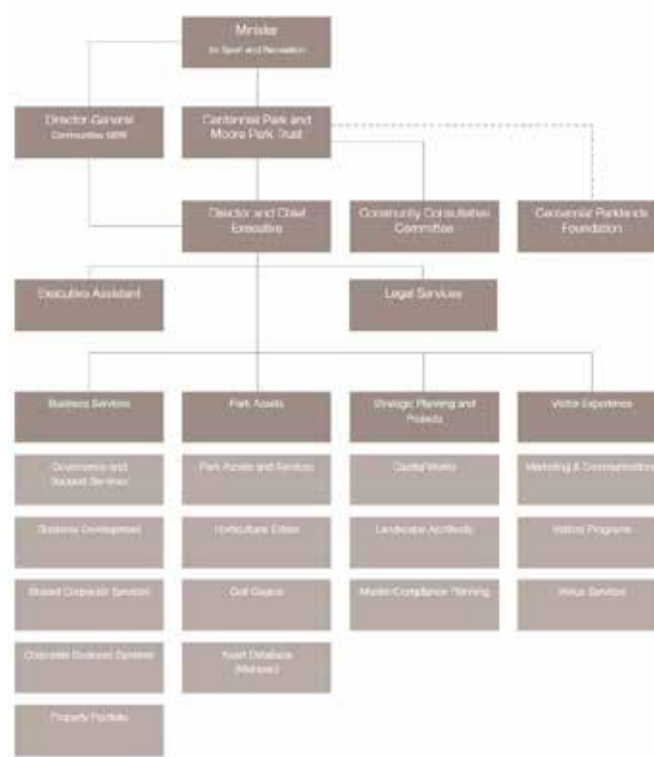 Minister
for Sport and Recreation
Director-General
Communities NSW
Centennial Park and
Moore Park Trust
Director and Chief
Executive
Community Consultative
Committee
Centennial Parklands
Foundation
Executive Assistant
Legal Services
Business Services
Park Assets
Strategic Planning and
Projects
Visitor Experience
Governance and
Support Services
Park Assets and Services
Capital Works
Marketing & Communications
Business Development
Horticulture
Landscape Architects
Visitor Programs
Shared Corporate Services
Golf
Master/Compliance Planning
Venue Services
Corporate Business Systems
Asset Database
Property Portfolio